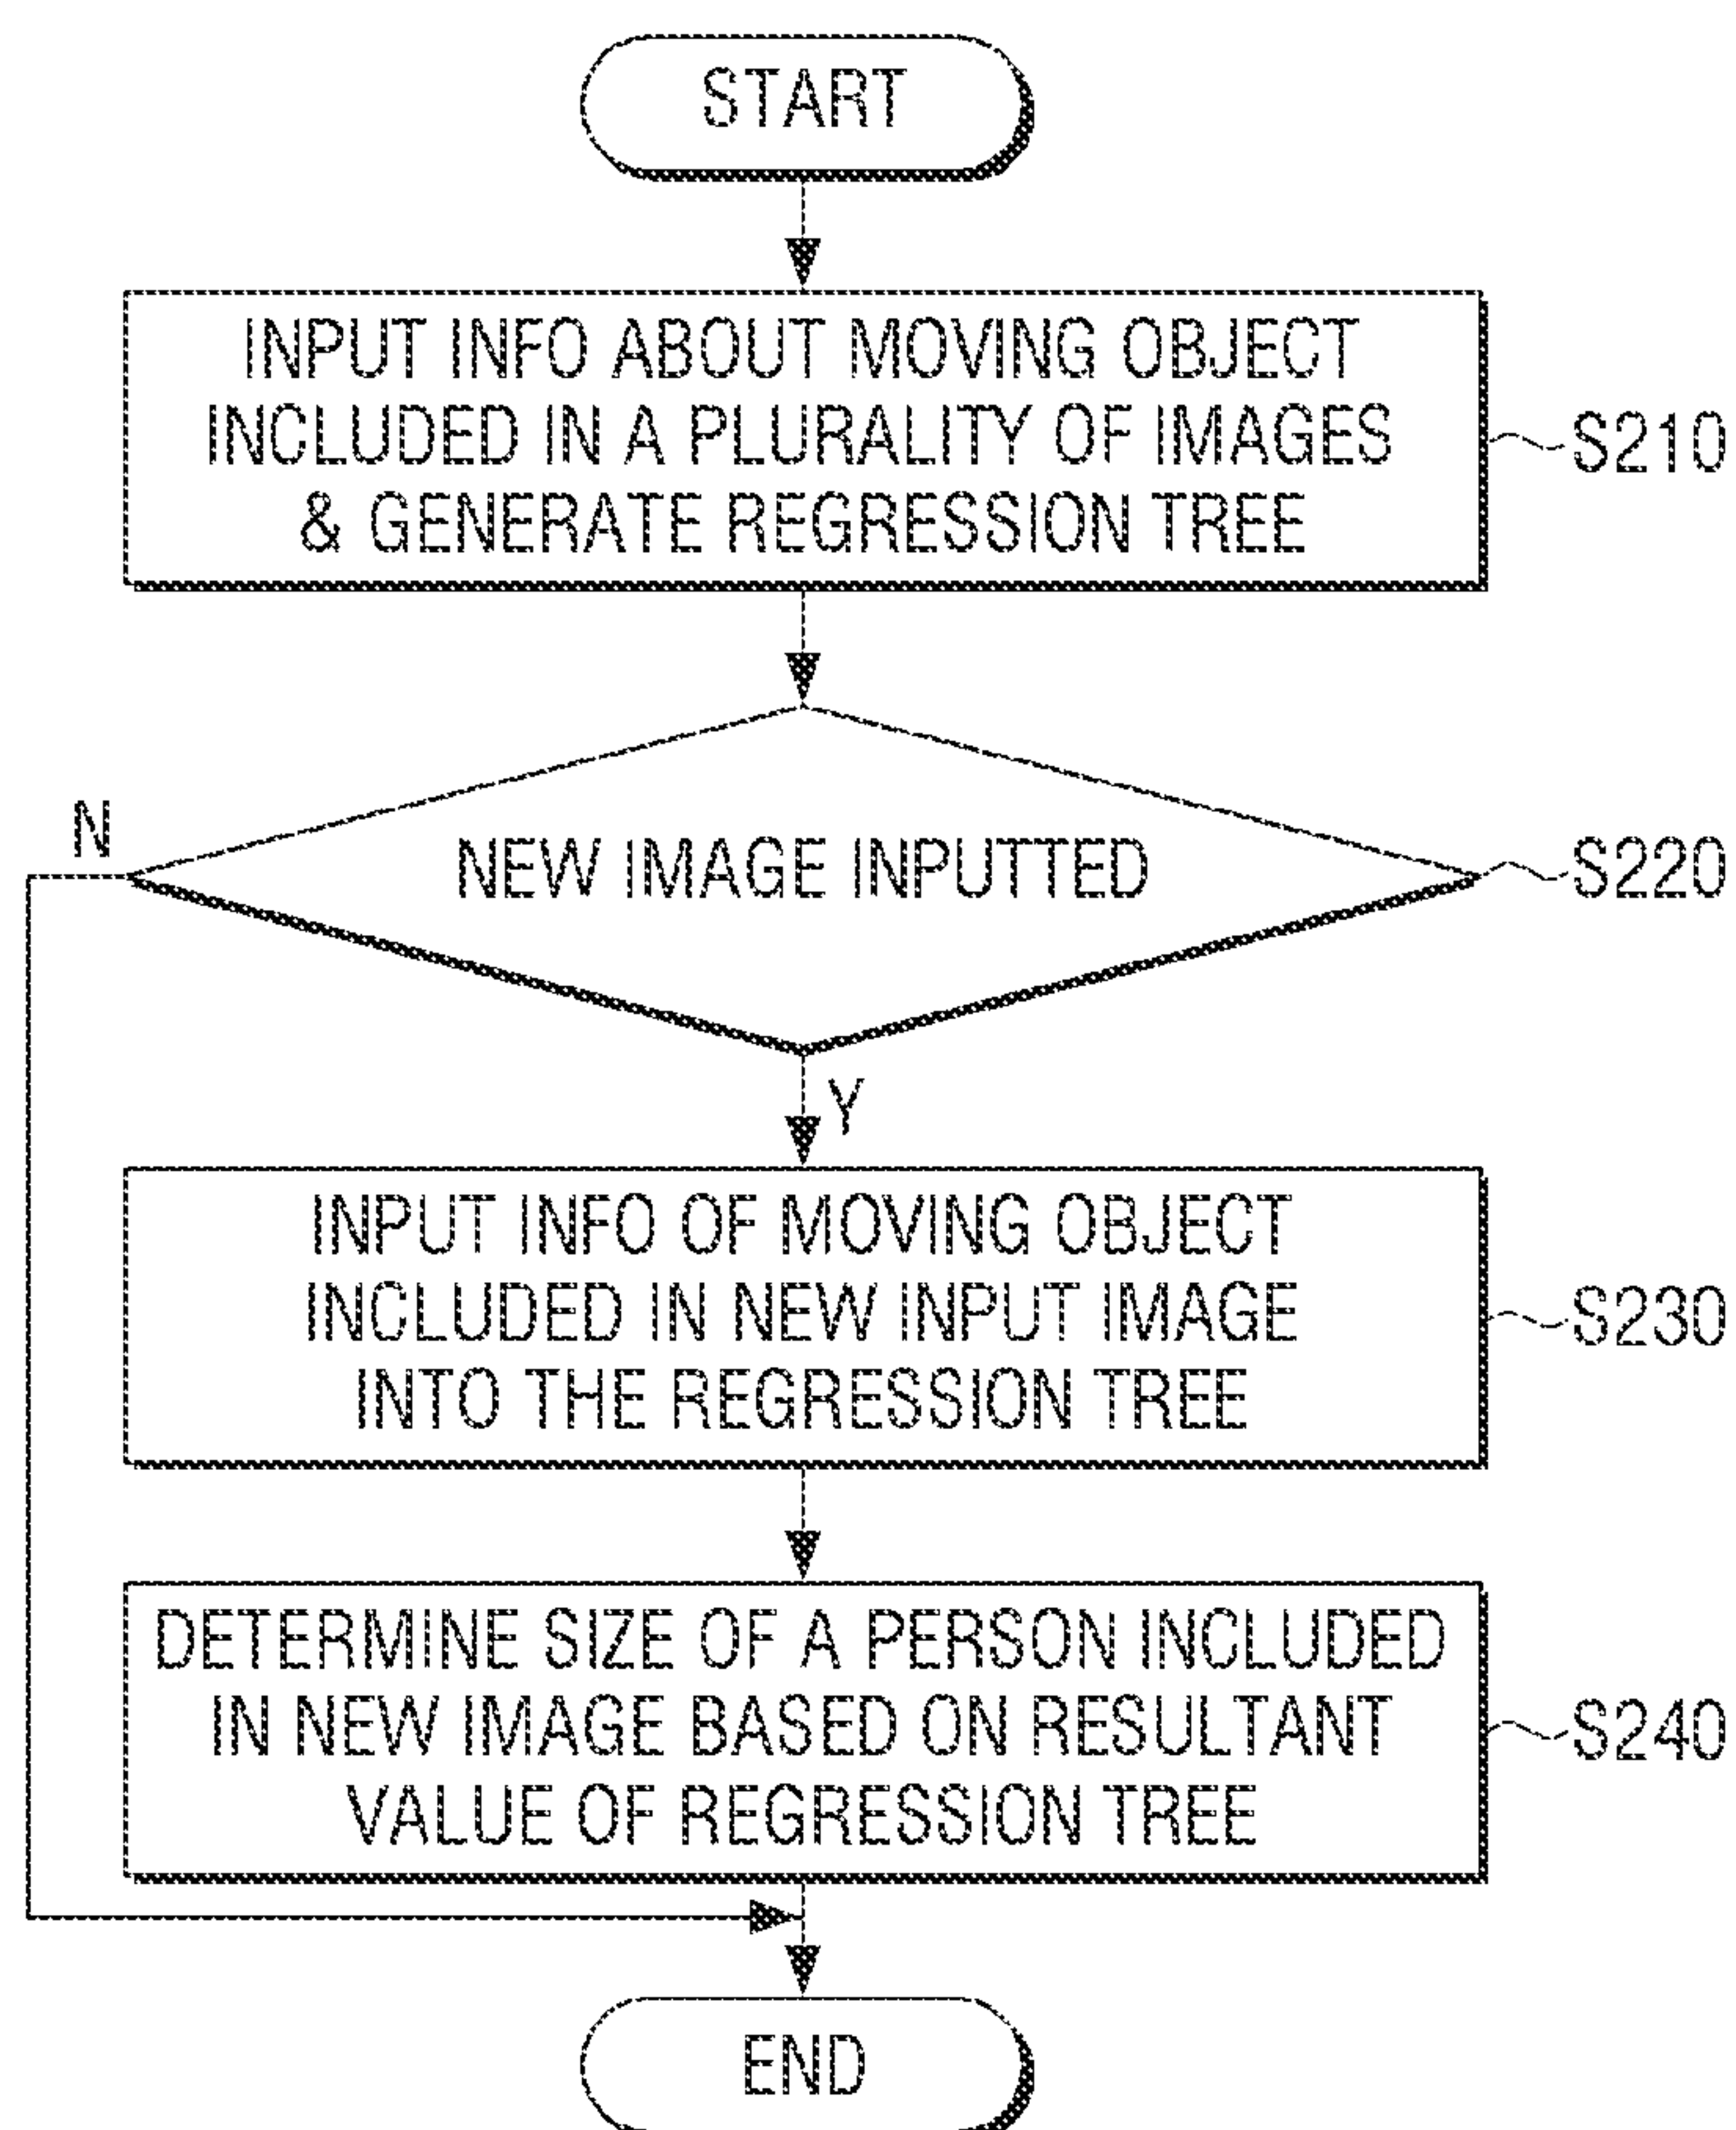 START
INPUT INFO ABOUT MOVING OBJECT
INCLUDED IN A PLURALITY OF IMAGES
& GENERATE REGRESSION TREE
S210
NEW IMAGE INPUTTED
S220
N
Y
INPUT INFO OF MOVING OBJECT
INCLUDED IN NEW INPUT IMAGE
INTO THE REGRESSION TREE
S230
DETERMINE SIZE OF A PERSON INCLUDED
IN NEW IMAGE BASED ON RESULTANT
VALUE OF REGRESSION TREE
S240
END